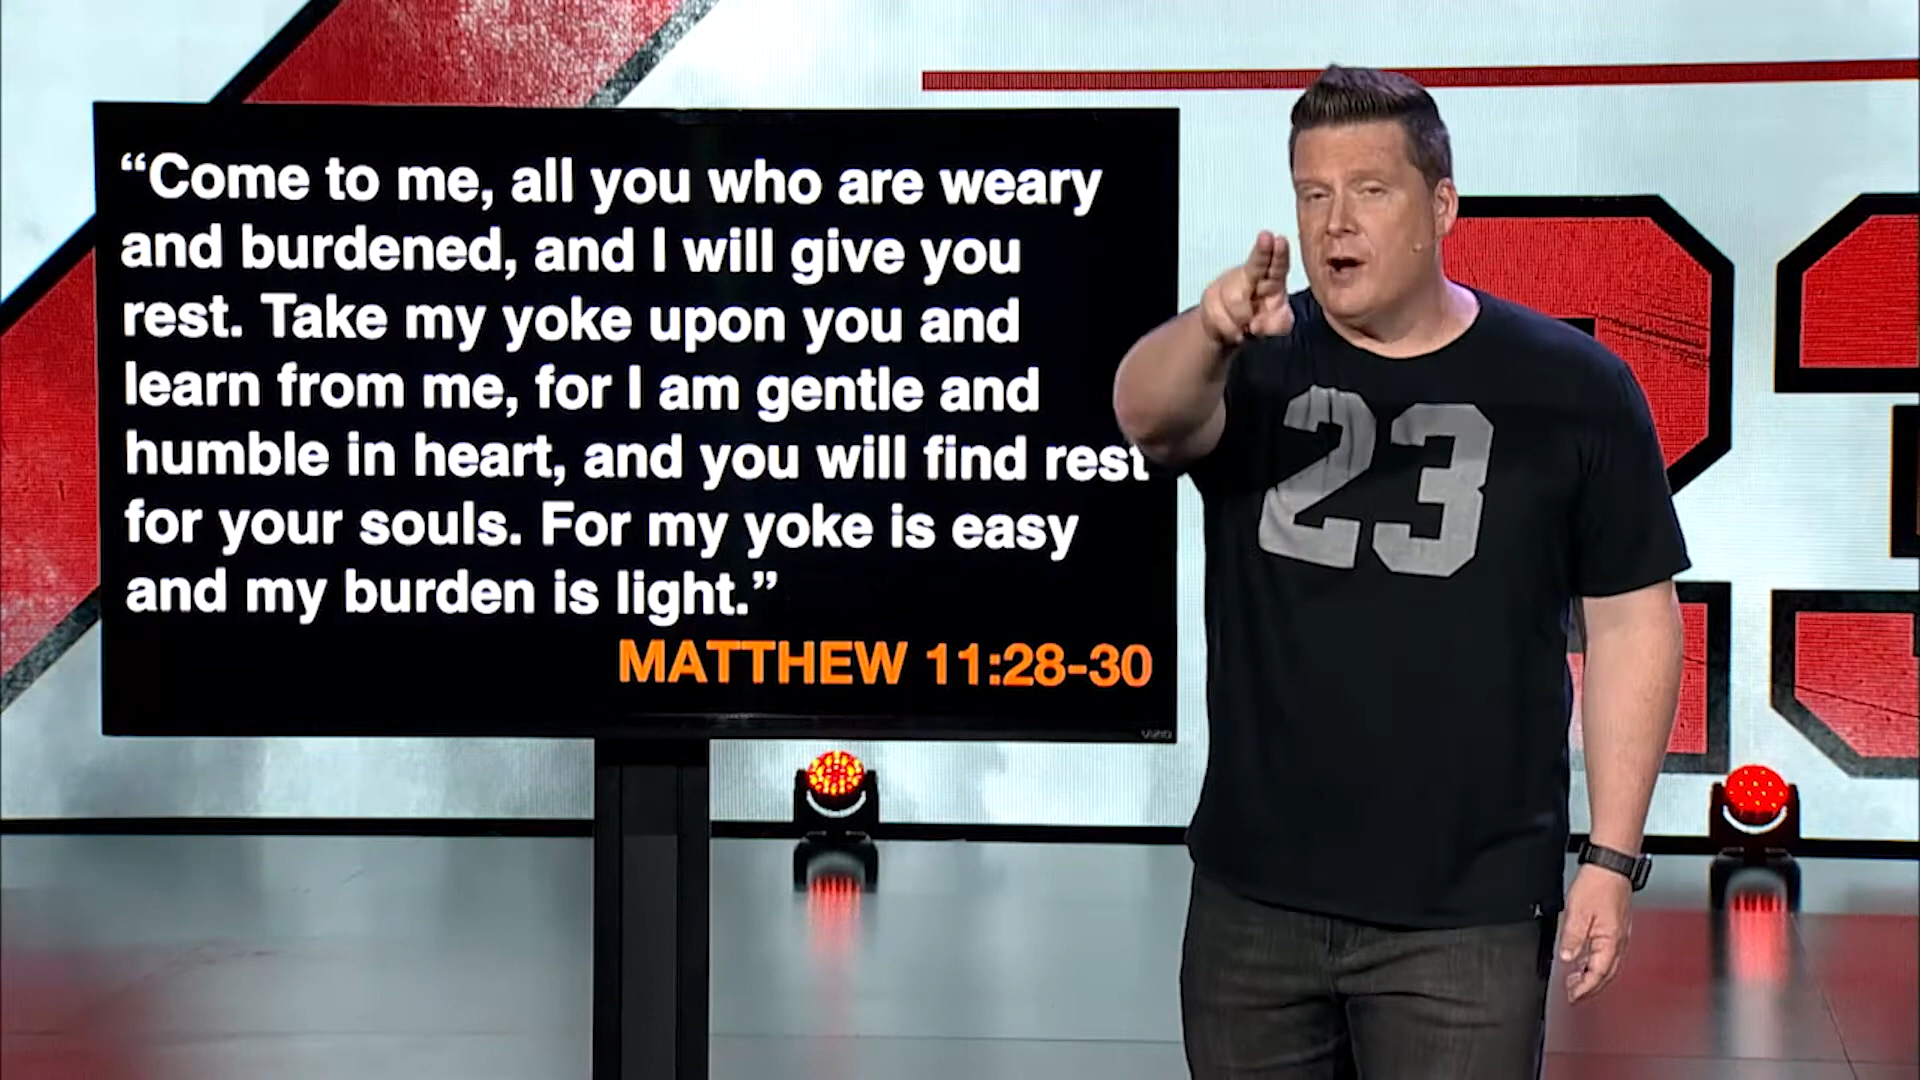 “Come to me, all you who are weary
and burdened, and I will give you
rest. Take my yoke upon you and
learn from me, for I am gentle and
humble in heart, and you will find rest
for your souls. For my yoke is easy
and my burden is light.”
MATTHEW 11:28-30
VIZIO
23